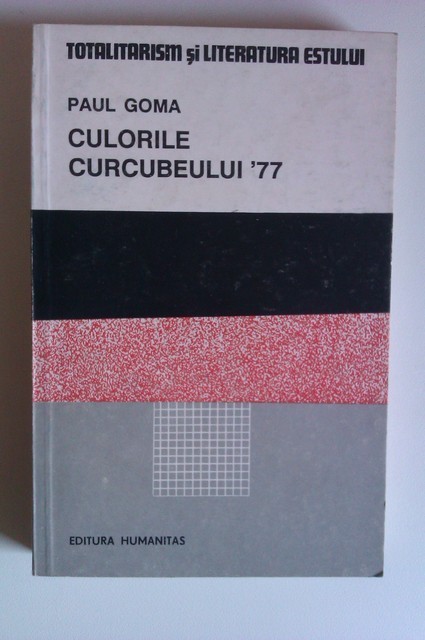 TOTALITARISM și LITERATURA ESTULUI
PAUL GOMA
CULORILE
CURCUBEULUI '77
EDITURA HUMANITAS